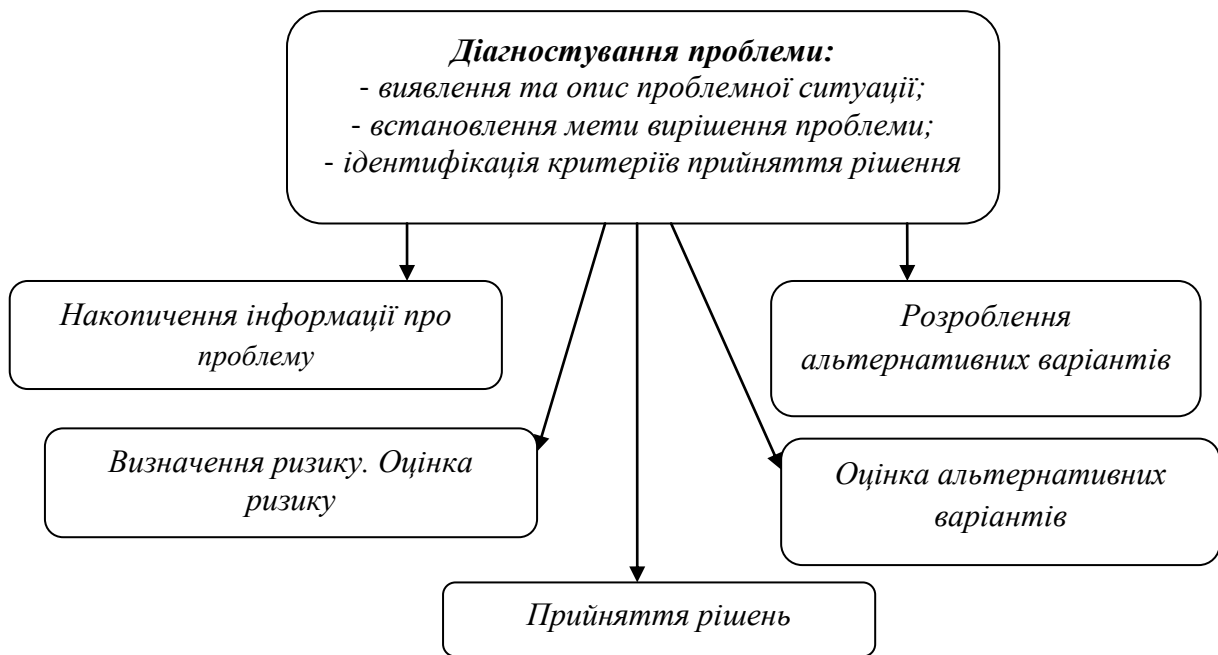 Діагностування проблеми:
- виявлення та опис проблемної ситуації;
- встановлення мети вирішення проблеми;
- ідентифікація критеріїв прийняття рішення
Накопичення інформації про
проблему
Розроблення
альтернативних варіантів
Визначення ризику. Оцінка
ризику
Оцінка альтернативних
варіантів
Прийняття рішень